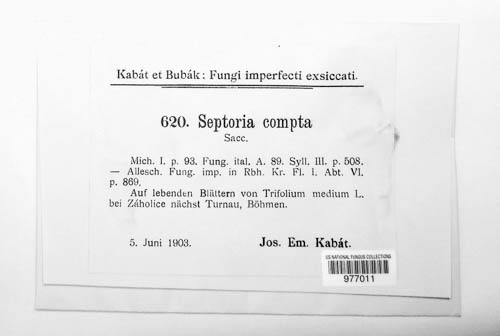 Kabát et Bubák: Fungi imperfecti exsiccati.
620. Septoria compta
Sacc.
Mich. I. p. 93. Fung. ital. A. 89. Syll. III. p. 508.
— Allesch. Fung. imp. in Rbh. Kr. Fl. I. Abt. VI.
p. 869.
Auf lebenden Blättern von Trifolium medium L.
bei Záholice nächst Turnau, Böhmen.
5. Juni 1903. Jos. Em. Kabát.
US NATIONAL FUNGUS COLLECTIONS
977011